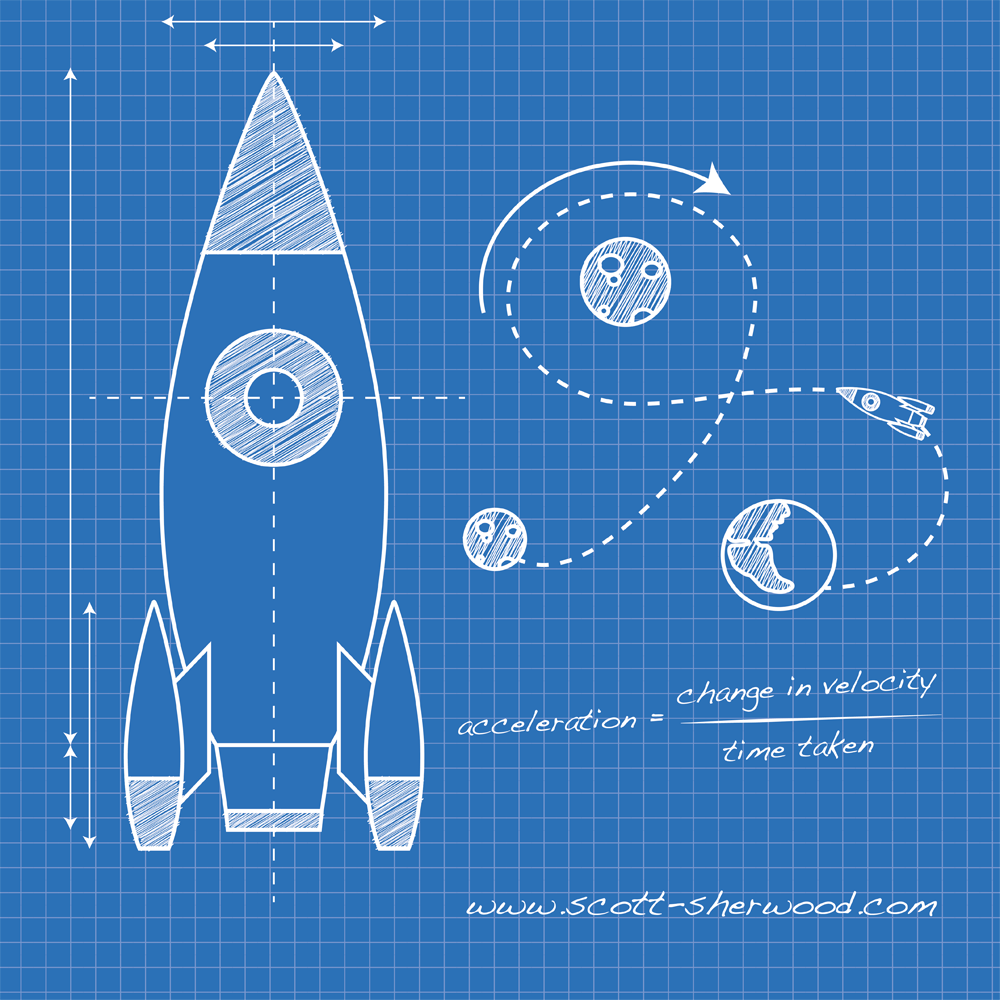 acceleration = change in velocity
time taken
www.scott-sherwood.com